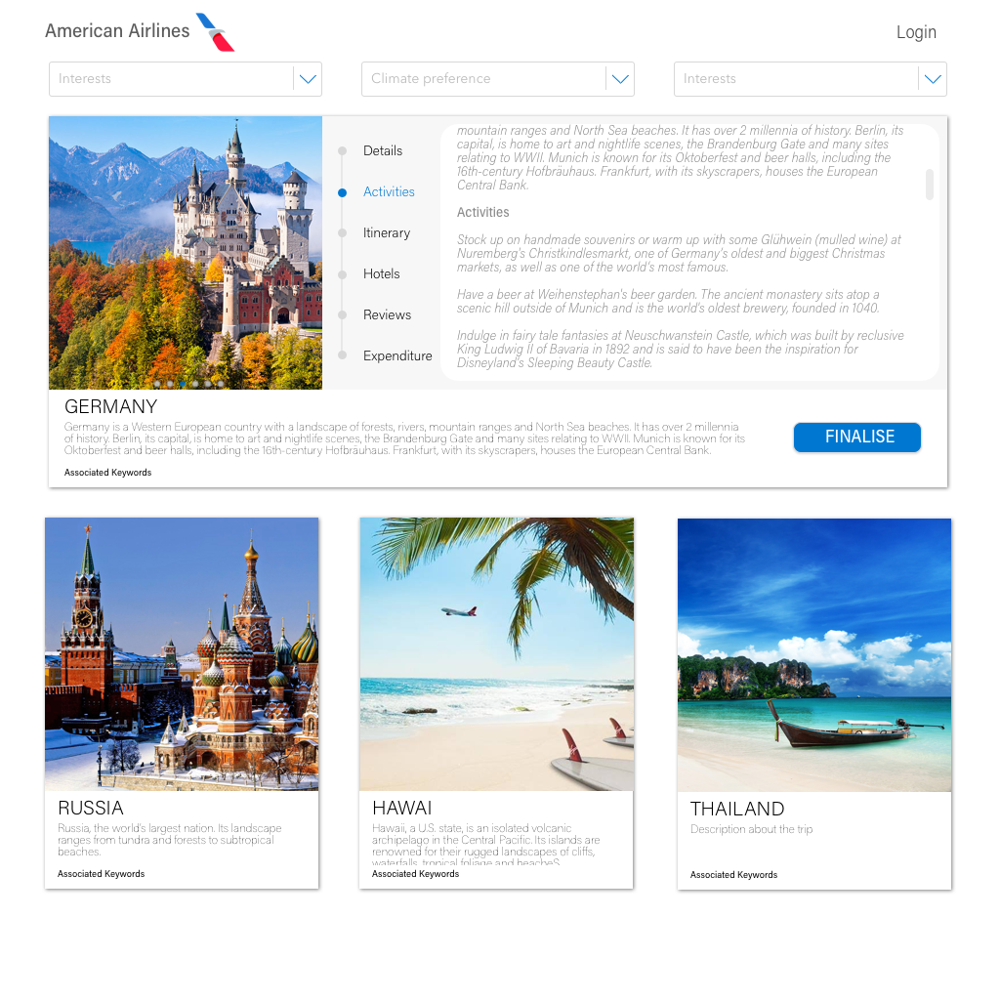 American Airlines
Login
Interests
Climate preference
Interests
Details
Activities
Itinerary
Hotels
Reviews
Expenditure
mountain ranges and North Sea beaches. It has over 2 millennia of history. Berlin, its
capital, is home to art and nightlife scenes, the Brandenburg Gate and many sites
relating to WWII. Munich is known for its Oktoberfest and beer halls, including the
16th-century Hofbräuhaus. Frankfurt, with its skyscrapers, houses the European
Central Bank.
Activities
Stock up on handmade souvenirs or warm up with some Glühwein (mulled wine) at
Nuremberg's Christkindlesmarkt, one of Germany's oldest and biggest Christmas
markets, as well as one of the world's most famous.
Have a beer at Weihenstephan's beer garden. The ancient monastery sits atop a
scenic hill outside of Munich and is the world's oldest brewery, founded in 1040.
Indulge in fairy tale fantasies at Neuschwanstein Castle, which was built by reclusive
King Ludwig II of Bavaria in 1892 and is said to have been the inspiration for
Disneyland's Sleeping Beauty Castle.
GERMANY
Germany is a Western European country with a landscape of forests, rivers, mountain ranges and North Sea beaches. It has over 2 millennia
of history. Berlin, its capital, is home to art and nightlife scenes, the Brandenburg Gate and many sites relating to WWII. Munich is known for its
Oktoberfest and beer halls, including the 16th-century Hofbräuhaus. Frankfurt, with its skyscrapers, houses the European Central Bank.
Associated Keywords
FINALISE
RUSSIA
Russia, the world's largest nation. Its landscape
ranges from tundra and forests to subtropical
beaches.
Associated Keywords
HAWAI
Hawaii, a U.S. state, is an isolated volcanic
archipelago in the Central Pacific. Its islands are
renowned for their rugged landscapes of cliffs,
waterfalls, tropical foliage and beacheS
Associated Keywords
THAILAND
Description about the trip
Associated Keywords